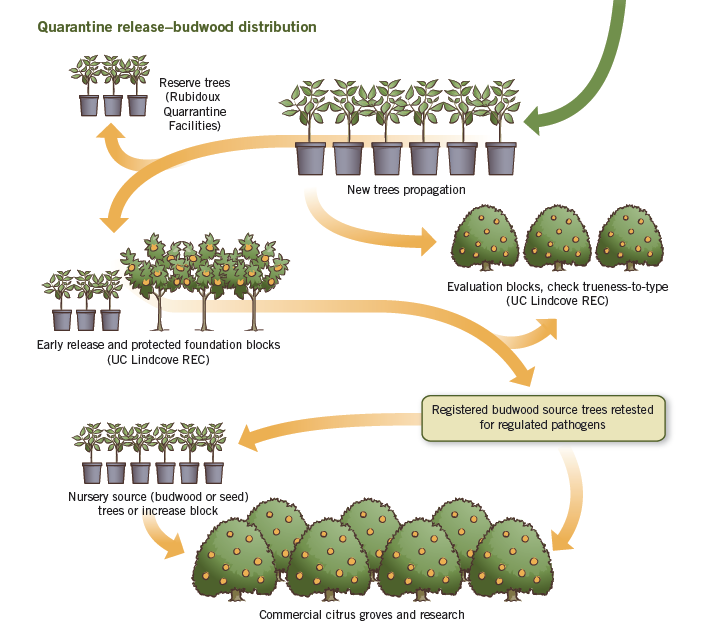 Quarantine release–budwood distribution
Reserve trees
(Rubidoux
Quarrantine
Facilities)
New trees propagation
Evaluation blocks, check trueness-to-type
(UC Lindcove REC)
Early release and protected foundation blocks
(UC Lindcove REC)
Registered budwood source trees retested
for regulated pathogens
Nursery source (budwood or seed)
trees or increase block
Commercial citrus groves and research